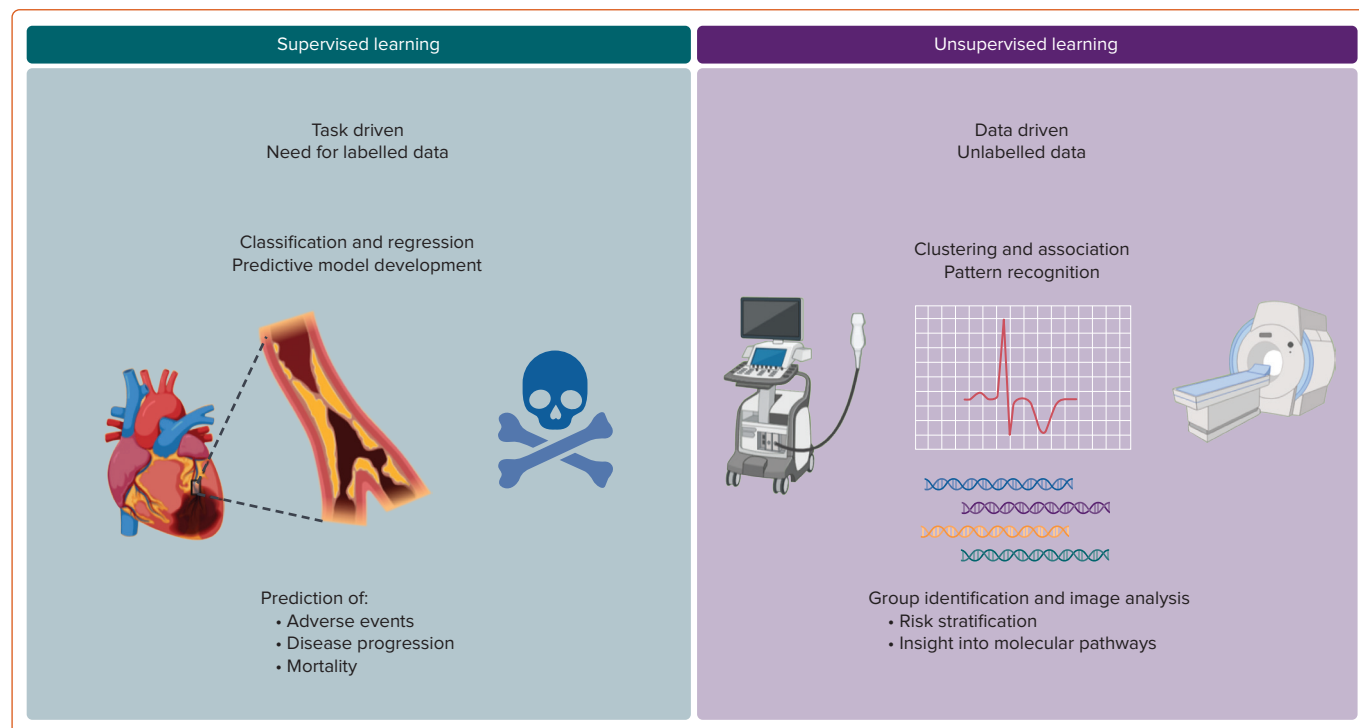 Supervised learning
Task driven
Need for labelled data
Classification and regression
Predictive model development
Prediction of:
• Adverse events
• Disease progression
• Mortality
Unsupervised learning
Data driven
Unlabelled data
Clustering and association
Pattern recognition
Group identification and image analysis
• Risk stratification
• Insight into molecular pathways